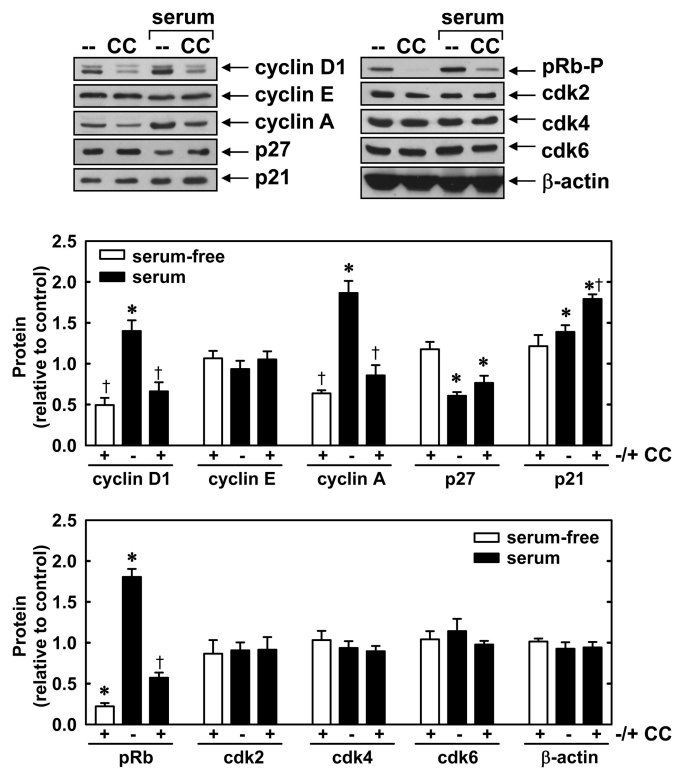 serum
-- CC -- CC
cyclin D1
cyclin E
cyclin A
p27
p21
serum
-- CC -- CC
pRb-P
cdk2
cdk4
cdk6
β-actin
Protein
(relative to control)
2.5
2.0
1.5
1.0
0.5
0.0
serum-free
serum
† * † * † * * * *†
+ - + + - + + - + + - + + - + -/+ CC
cyclin D1 cyclin E cyclin A p27 p21
Protein
(relative to control)
2.5
2.0
1.5
1.0
0.5
0.0
serum-free
serum
* * †
+ - + + - + + - + + - + + - + -/+ CC
pRb cdk2 cdk4 cdk6 β-actin